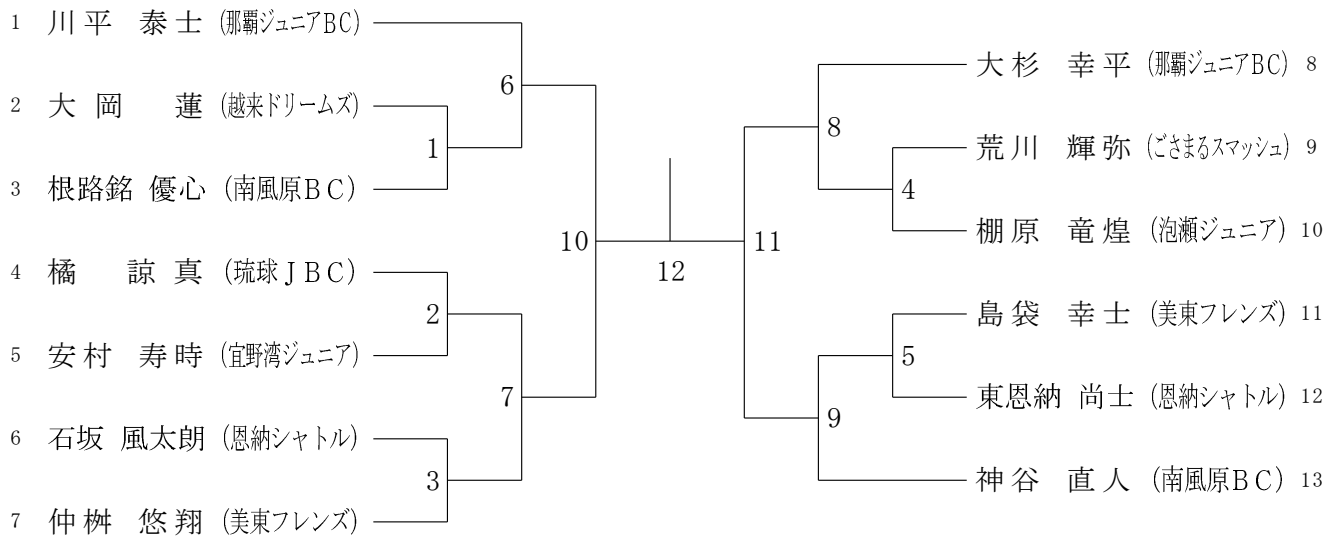 1 川平 泰士 (那覇ジュニアBC)
2 大岡 蓮 (越来ドリームズ)
3 根路銘 優心 (南風原BC)
4 橘 諒真 (琉球JBC)
5 安村 寿時 (宜野湾ジュニア)
6 石坂 風太朗 (恩納シャトル)
7 仲桝 悠翔 (美東フレンズ)
6
1
10
2
7
3
12
11
8
4
5
9
大杉 幸平 (那覇ジュニアBC) 8
荒川 輝弥 (ごさまるスマッシュ) 9
棚原 竜煌 (泡瀬ジュニア) 10
島袋 幸士 (美東フレンズ) 11
東恩納 尚士 (恩納シャトル) 12
神谷 直人 (南風原BC) 13